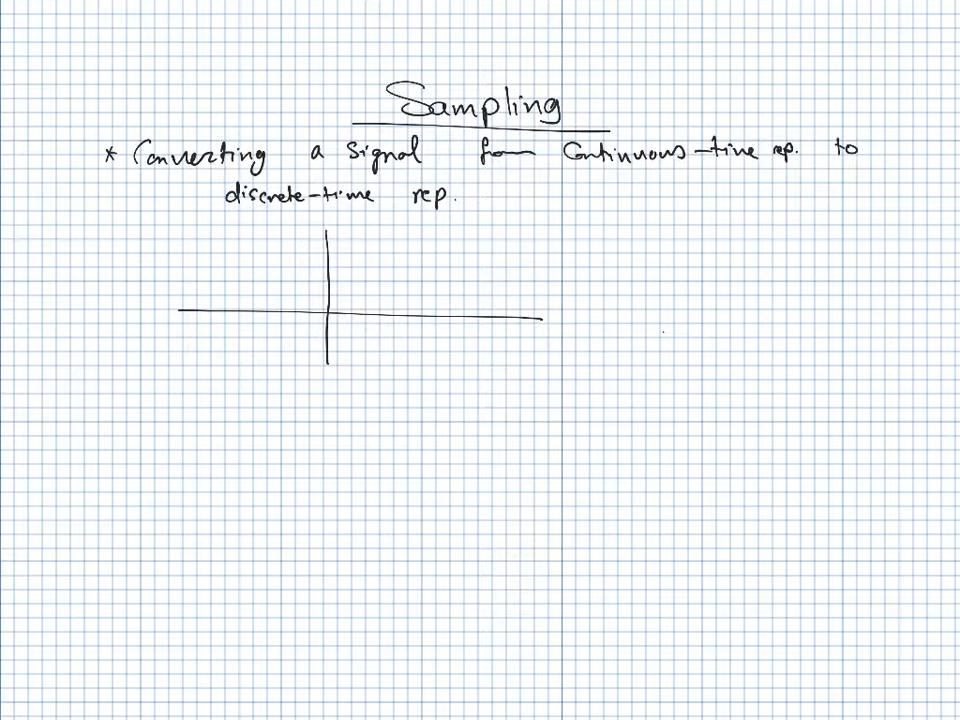 Sampling
* Converting a signal from Continuous-time rep. to
discrete-time rep.